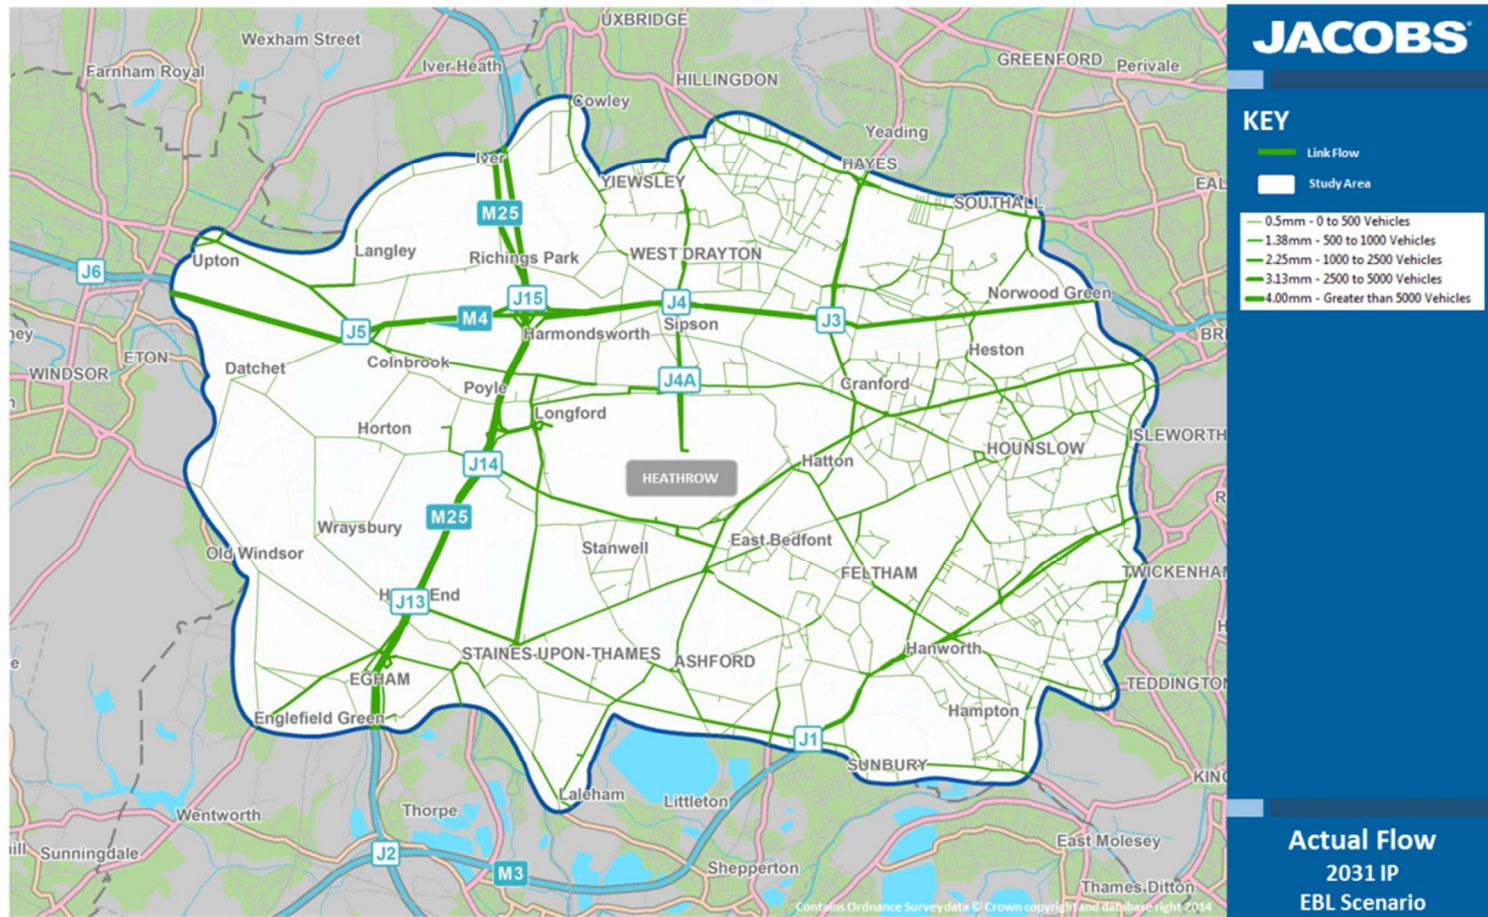 UXBRIDGE
Wexham Street
Iver Heath
Farnham Royal
HILLINGDON
GREENFORD
Perivale
Cowley
Yeading
Iver
HAYES
YIEWSLEY
EAL
SOUTHALL
M25
Langley
Richings Park
WEST DRAYTON
Upton
J6
J15
J4
Norwood Green
M4
J5
Harmondsworth
Sipson
J3
ney
BRE
ETON
Colnbrook
Heston
WINDSOR
Datchet
Poyle
J4A
Cranford
Longford
Horton
ISLEWORTH
HOUNSLOW
J14
Hatton
HEATHROW
M25
Wraysbury
Old Windsor
Stanwell
East Bedfont
FELTHAM
TWICKENHAM
J13
End
STAINES-UPON-THAMES
ASHFORD
Hanworth
EGHAM
TEDDINGTON
Englefield Green
Hampton
J1
SUNBURY
KING
Laleham
Littleton
Wentworth
Thorpe
Sunningdale
J2
East Molesey
M3
Shepperton
Thames Ditton
Contains Ordnance Survey data © Crown copyright and database right 2014
JACOBS
KEY
Link Flow
Study Area
0.5mm - 0 to 500 Vehicles
1.38mm - 500 to 1000 Vehicles
2.25mm - 1000 to 2500 Vehicles
3.13mm - 2500 to 5000 Vehicles
4.00mm - Greater than 5000 Vehicles
Actual Flow
2031 IP
EBL Scenario